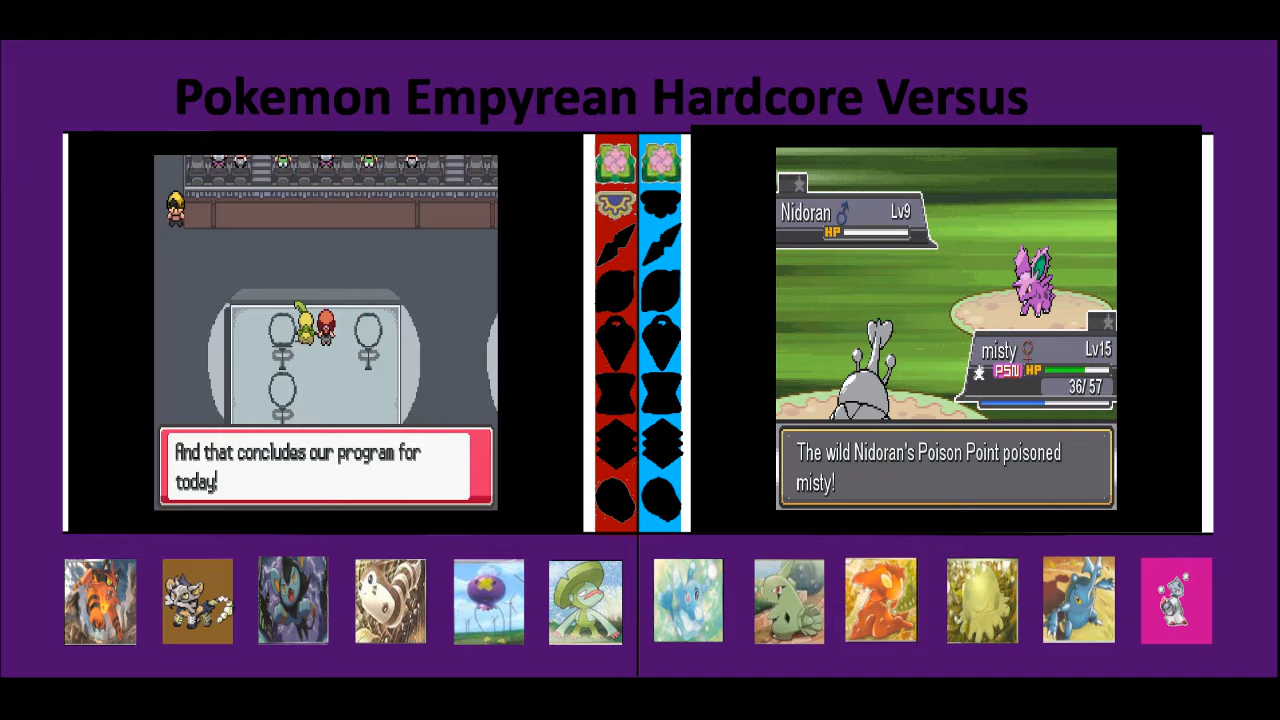 Pokemon Empyrean Hardcore Versus
Nidoran♂ Lv9
HP
misty♀ Lv15
PSN HP
36/57
And that concludes our program for
today!
The wild Nidoran's Poison Point poisoned
misty!